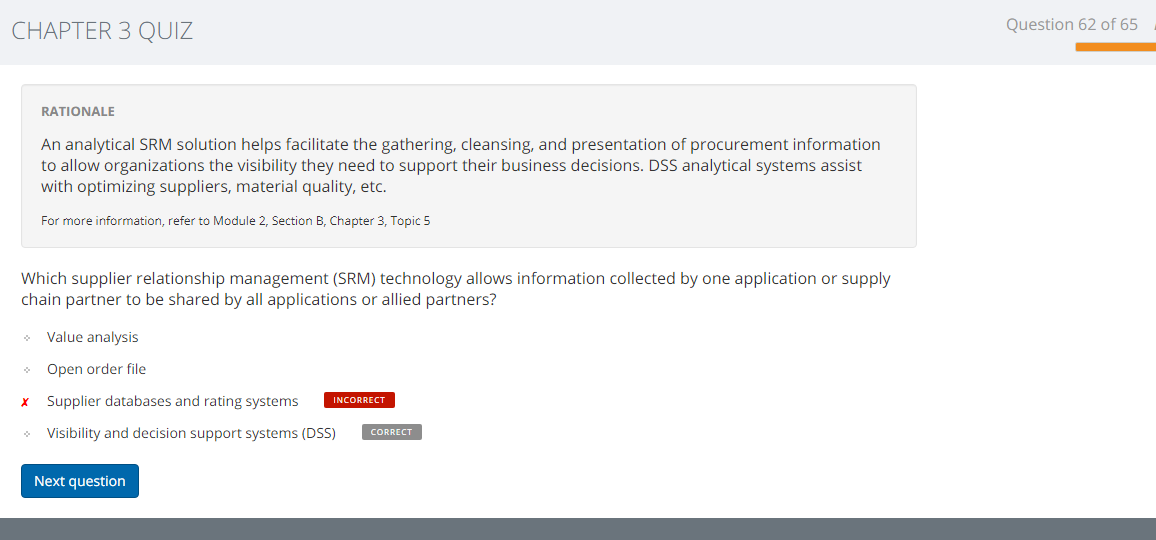 CHAPTER 3 QUIZ
Question 62 of 65
RATIONALE
An analytical SRM solution helps facilitate the gathering, cleansing, and presentation of procurement information
to allow organizations the visibility they need to support their business decisions. DSS analytical systems assist
with optimizing suppliers, material quality, etc.
For more information, refer to Module 2, Section B, Chapter 3, Topic 5
Which supplier relationship management (SRM) technology allows information collected by one application or supply
chain partner to be shared by all applications or allied partners?
Value analysis
Open order file
Supplier databases and rating systems INCORRECT
Visibility and decision support systems (DSS) CORRECT
Next question